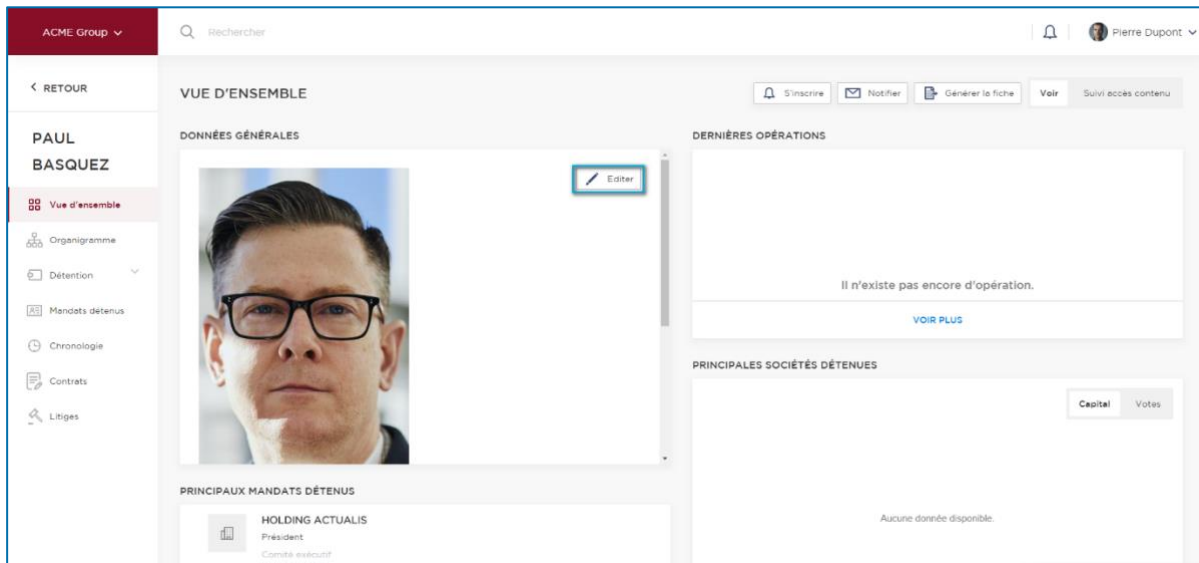 ACME Group
Rechercher
Pierre Dupont
RETOUR
PAUL
BASQUEZ
Vue d'ensemble
Organigramme
Détention
Mandats détenus
Chronologie
Contrats
Litiges
VUE D'ENSEMBLE
S'inscrire
Notifier
Générer la fiche
Voir
Suivi accès contenu
DONNÉES GÉNÉRALES
Editer
PRINCIPAUX MANDATS DÉTENUS
HOLDING ACTUALIS
Président
Comité exécutif
DERNIÈRES OPÉRATIONS
Il n'existe pas encore d'opération.
VOIR PLUS
PRINCIPALES SOCIÉTÉS DÉTENUES
Capital
Votes
Aucune donnée disponible.